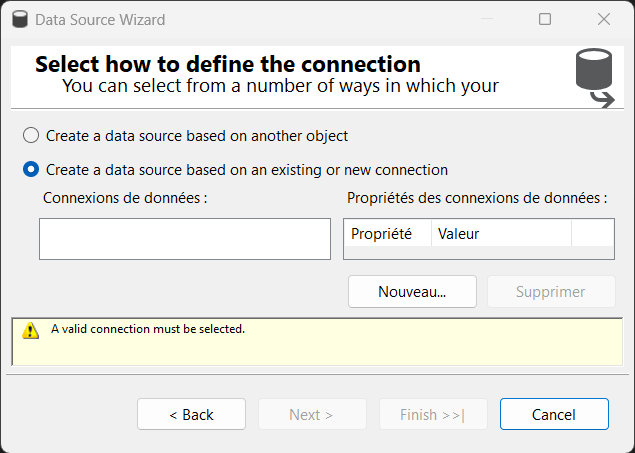 Data Source Wizard
Select how to define the connection
You can select from a number of ways in which your
Create a data source based on another object
Create a data source based on an existing or new connection
Connexions de données :
Propriétés des connexions de données :
Propriété Valeur
Nouveau... Supprimer
A valid connection must be selected.
< Back Next > Finish >>| Cancel